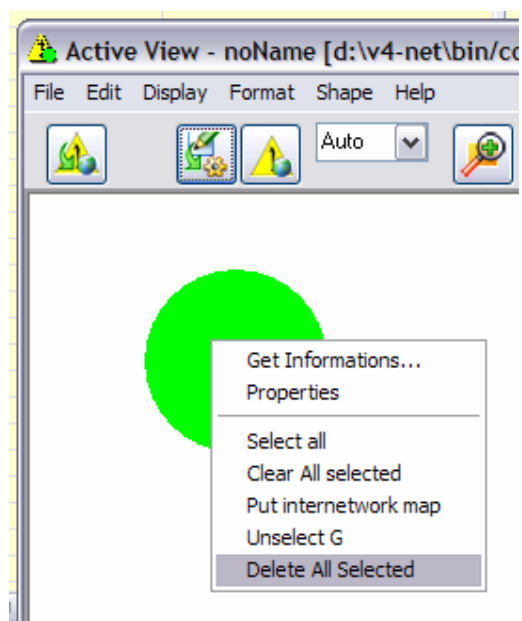 Active View - noName [d:\v4-net\bin/co
File Edit Display Format Shape Help
Auto
Get Informations...
Properties
Select all
Clear All selected
Put internetwork map
Unselect G
Delete All Selected